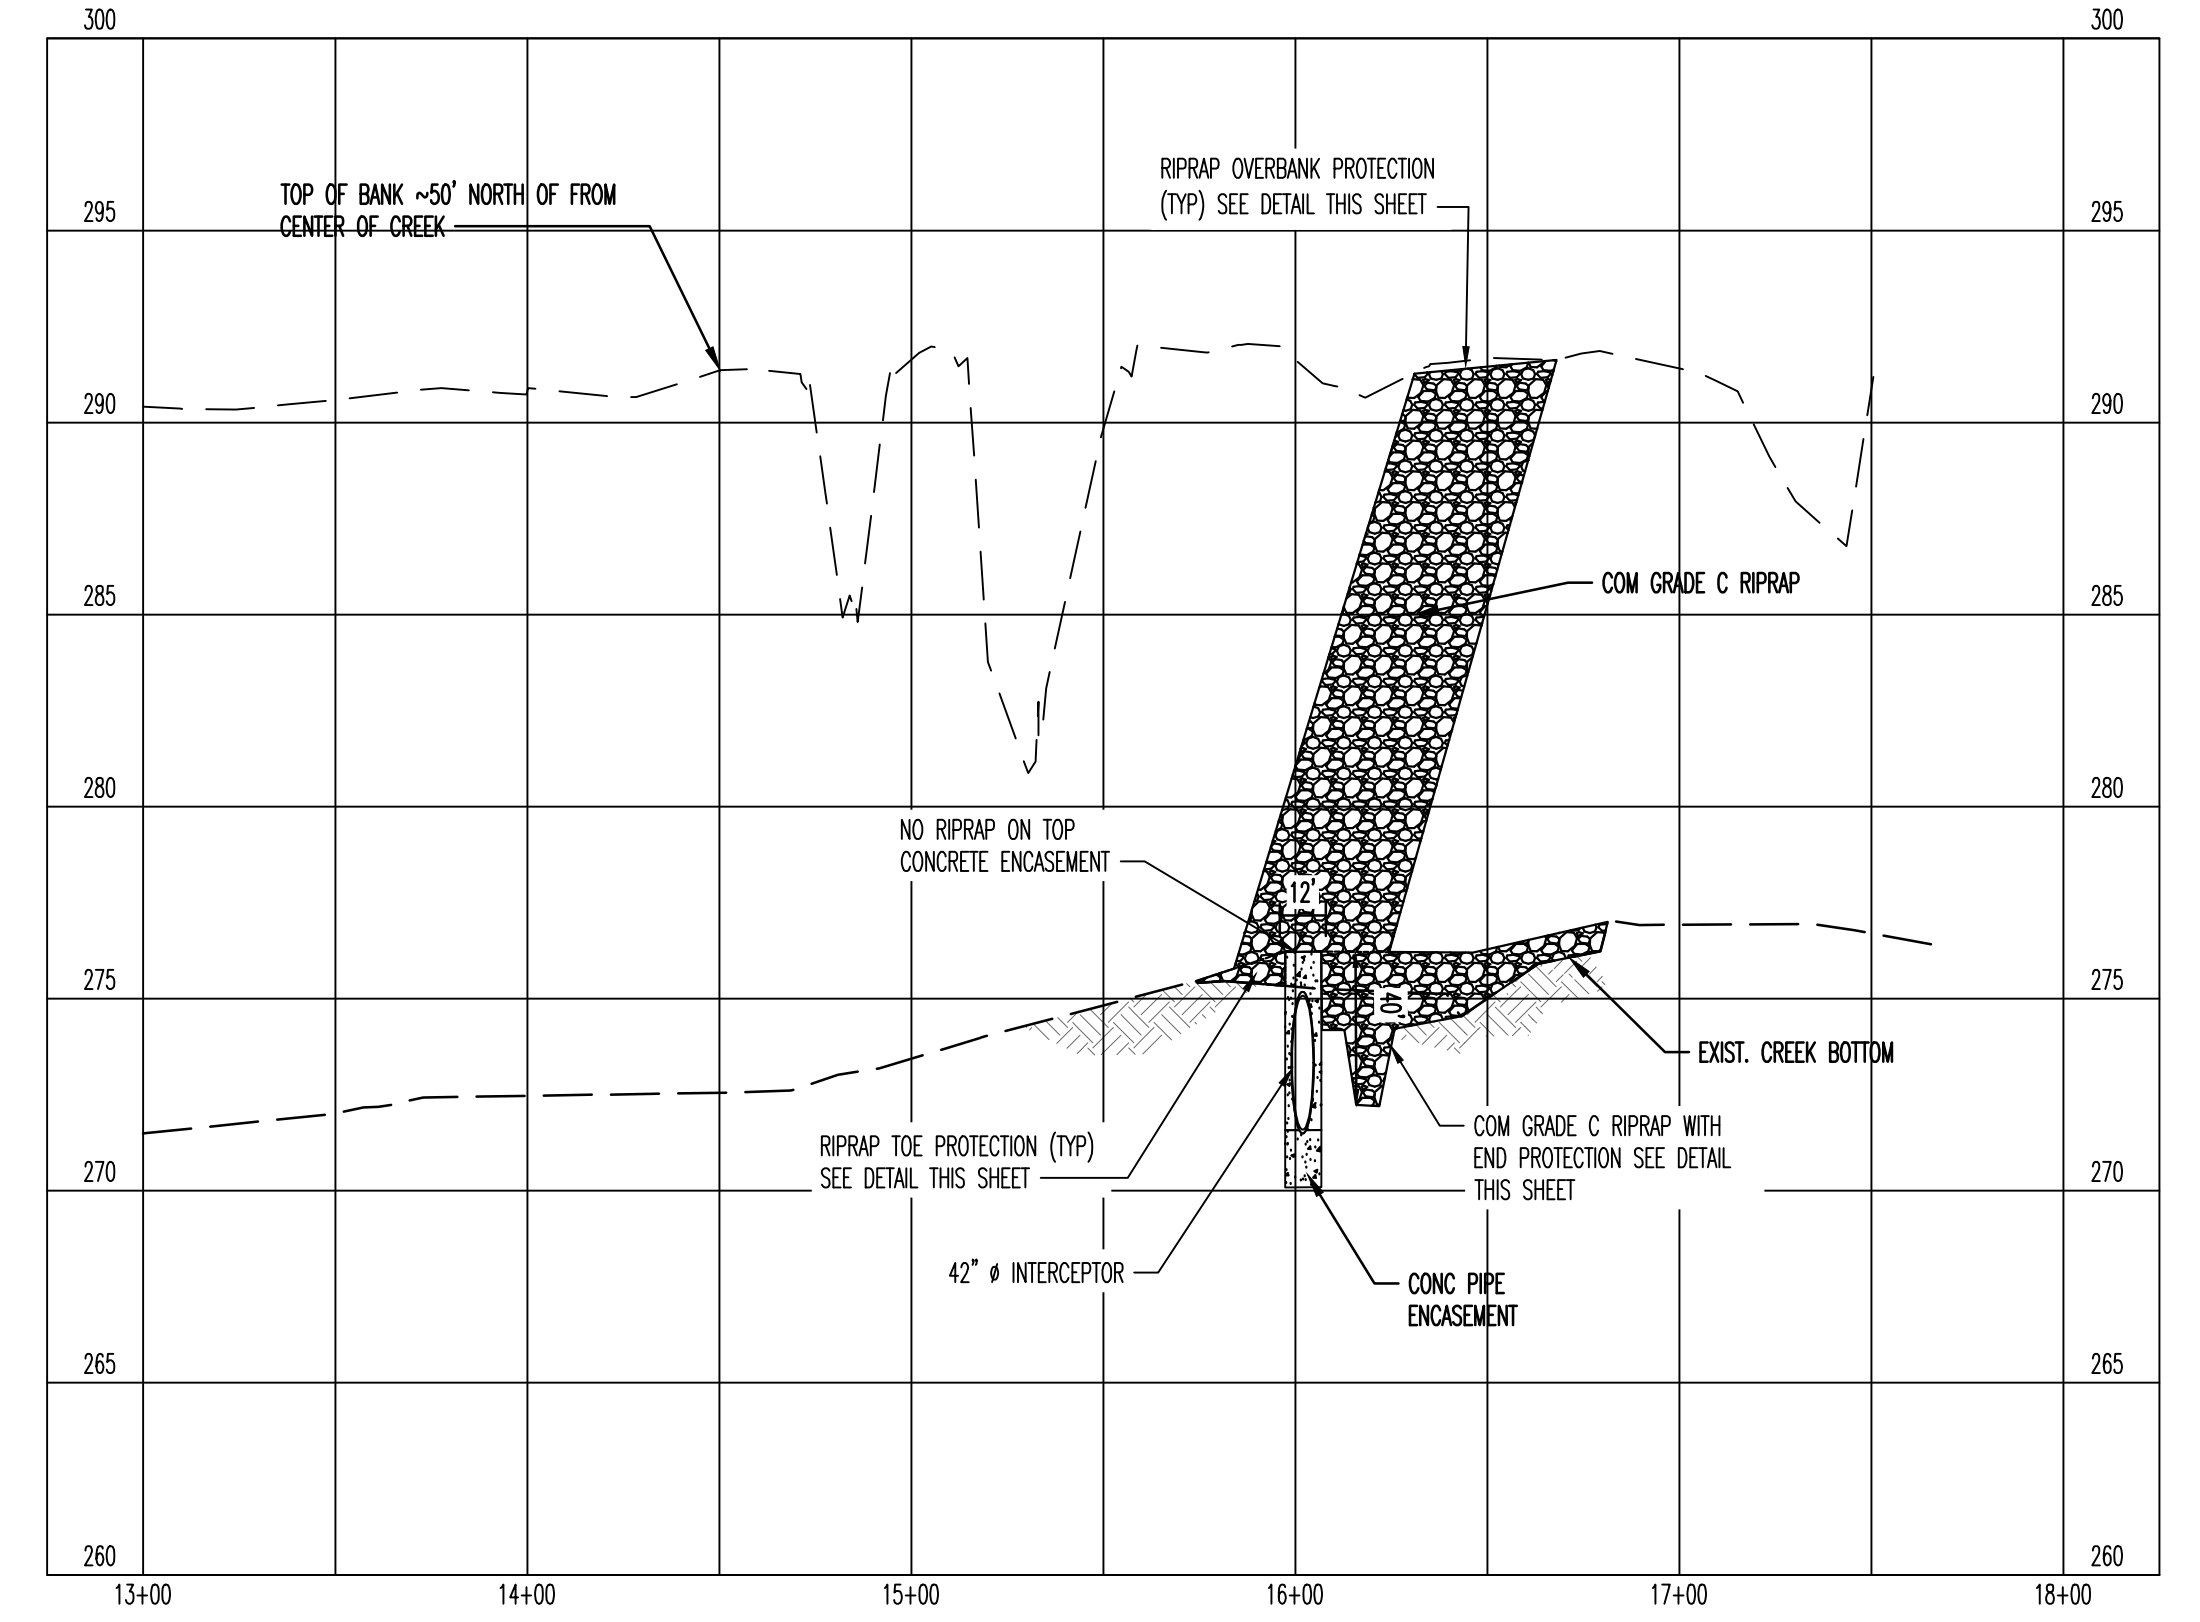 300
300
RIPRAP OVERBANK PROTECTION
(TYP) SEE DETAIL THIS SHEET
TOP OF BANK ~50' NORTH OF FROM
CENTER OF CREEK
295
295
290
290
285
285
COM GRADE C RIPRAP
280
280
NO RIPRAP ON TOP
CONCRETE ENCASEMENT
12'
275
275
40'
EXIST. CREEK BOTTOM
RIPRAP TOE PROTECTION (TYP)
SEE DETAIL THIS SHEET
COM GRADE C RIPRAP WITH
END PROTECTION SEE DETAIL
THIS SHEET
270
270
42" Ø INTERCEPTOR
CONC PIPE
ENCASEMENT
265
265
260
260
13+00
14+00
15+00
16+00
17+00
18+00